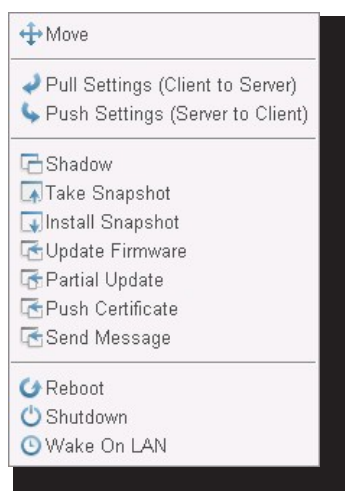 Move
Pull Settings (Client to Server)
Push Settings (Server to Client)
Shadow
Take Snapshot
Install Snapshot
Update Firmware
Partial Update
Push Certificate
Send Message
Reboot
Shutdown
Wake On LAN